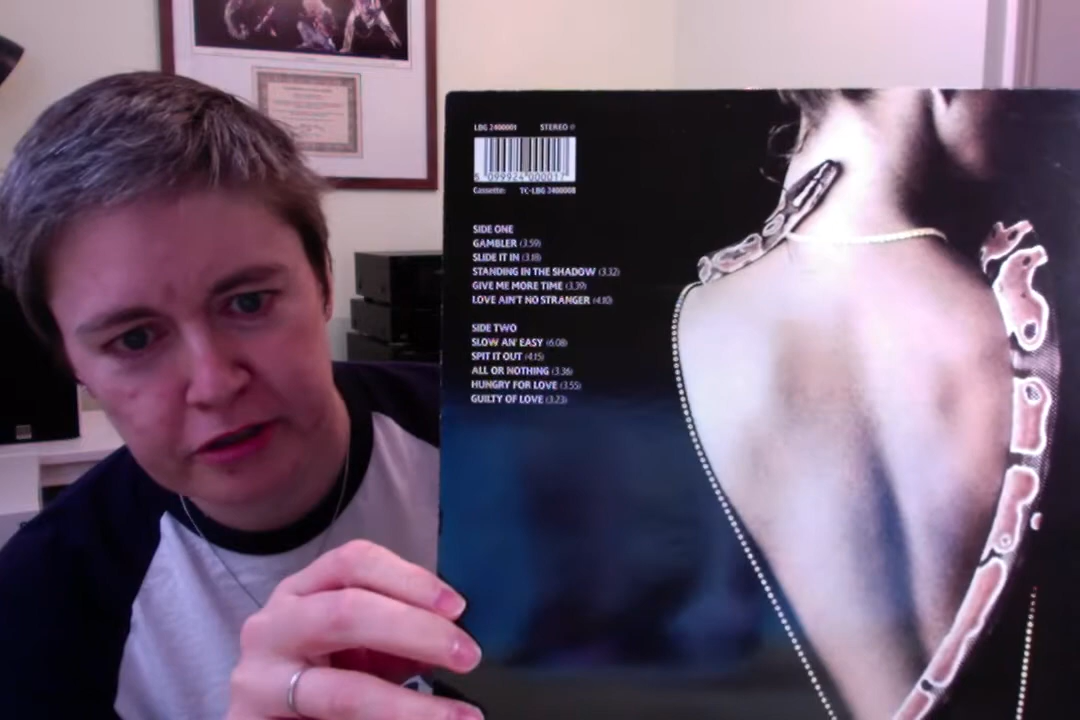 LBG 2400001 STEREO
5 099924 000017
Cassette: TC-LBG 2400008
SIDE ONE
GAMBLER (3.59)
SLIDE IT IN (3.18)
STANDING IN THE SHADOW (3.32)
GIVE ME MORE TIME (3.39)
LOVE AIN'T NO STRANGER (4.10)
SIDE TWO
SLOW AN' EASY (6.08)
SPIT IT OUT (4.15)
ALL OR NOTHING (3.36)
HUNGRY FOR LOVE (3.55)
GUILTY OF LOVE (3.23)